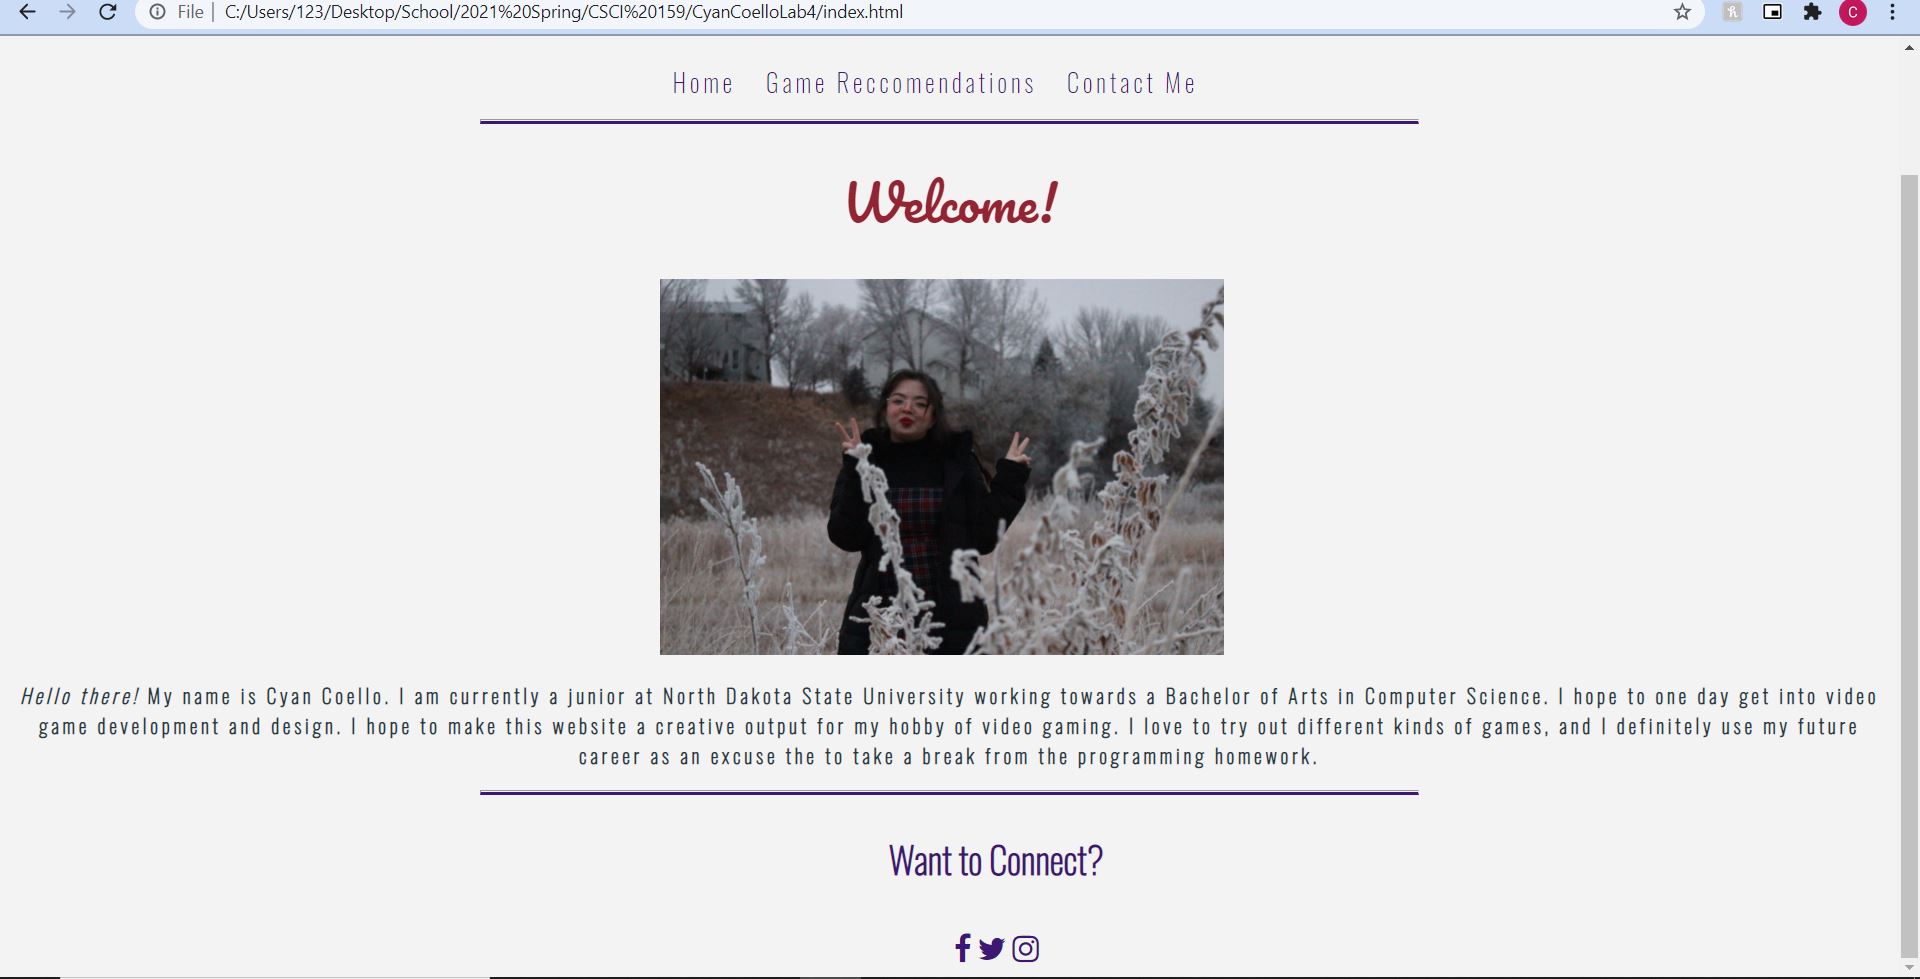 File | C:/Users/123/Desktop/School/2021%20Spring/CSCI%20159/CyanCoelloLab4/index.html
C
Home Game Reccomendations Contact Me
Welcome!
Hello there! My name is Cyan Coello. I am currently a junior at North Dakota State University working towards a Bachelor of Arts in Computer Science. I hope to one day get into video
game development and design. I hope to make this website a creative output for my hobby of video gaming. I love to try out different kinds of games, and I definitely use my future
career as an excuse the to take a break from the programming homework.
Want to Connect?